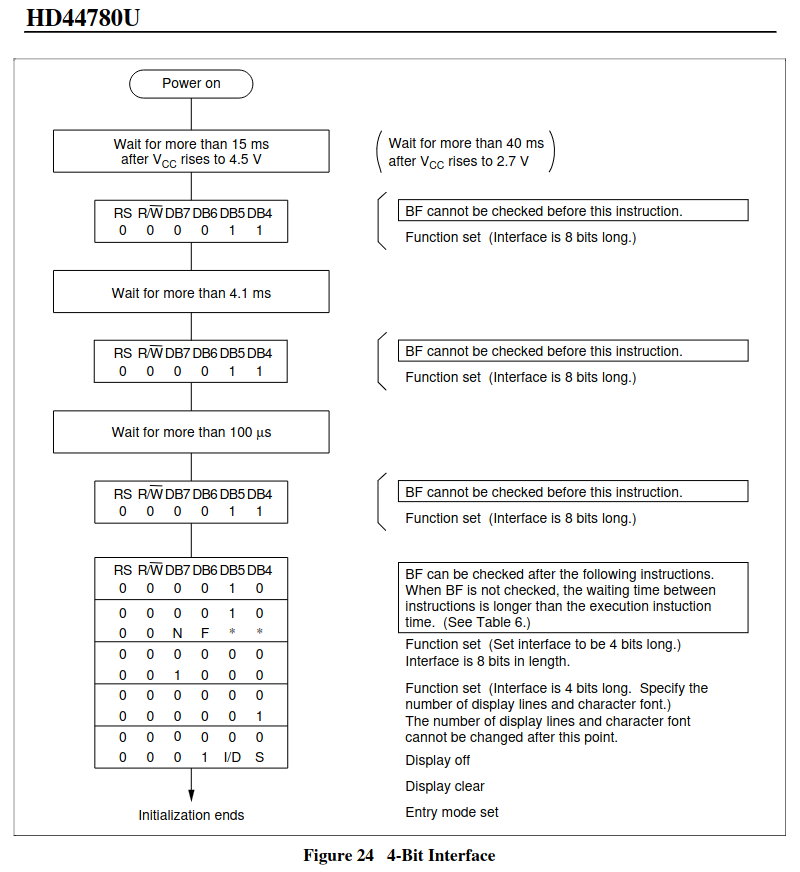 HD44780U
Power on
Wait for more than 15 ms
after VCC rises to 4.5 V
Wait for more than 40 ms
after VCC rises to 2.7 V
RS R/W DB7 DB6 DB5 DB4
0 0 0 0 1 1
BF cannot be checked before this instruction.
Function set (Interface is 8 bits long.)
Wait for more than 4.1 ms
RS R/W DB7 DB6 DB5 DB4
0 0 0 0 1 1
BF cannot be checked before this instruction.
Function set (Interface is 8 bits long.)
Wait for more than 100 μs
RS R/W DB7 DB6 DB5 DB4
0 0 0 0 1 1
BF cannot be checked before this instruction.
Function set (Interface is 8 bits long.)
RS R/W DB7 DB6 DB5 DB4
0 0 0 0 1 0
0 0 0 0 1 0
0 0 N F * *
0 0 0 0 0 0
0 0 1 0 0 0
0 0 0 0 0 0
0 0 0 0 0 1
0 0 0 0 0 0
0 0 0 1 I/D S
Initialization ends
BF can be checked after the following instructions.
When BF is not checked, the waiting time between
instructions is longer than the execution instuction
time. (See Table 6.)
Function set (Set interface to be 4 bits long.)
Interface is 8 bits in length.
Function set (Interface is 4 bits long. Specify the
number of display lines and character font.)
The number of display lines and character font
cannot be changed after this point.
Display off
Display clear
Entry mode set
Figure 24 4-Bit Interface